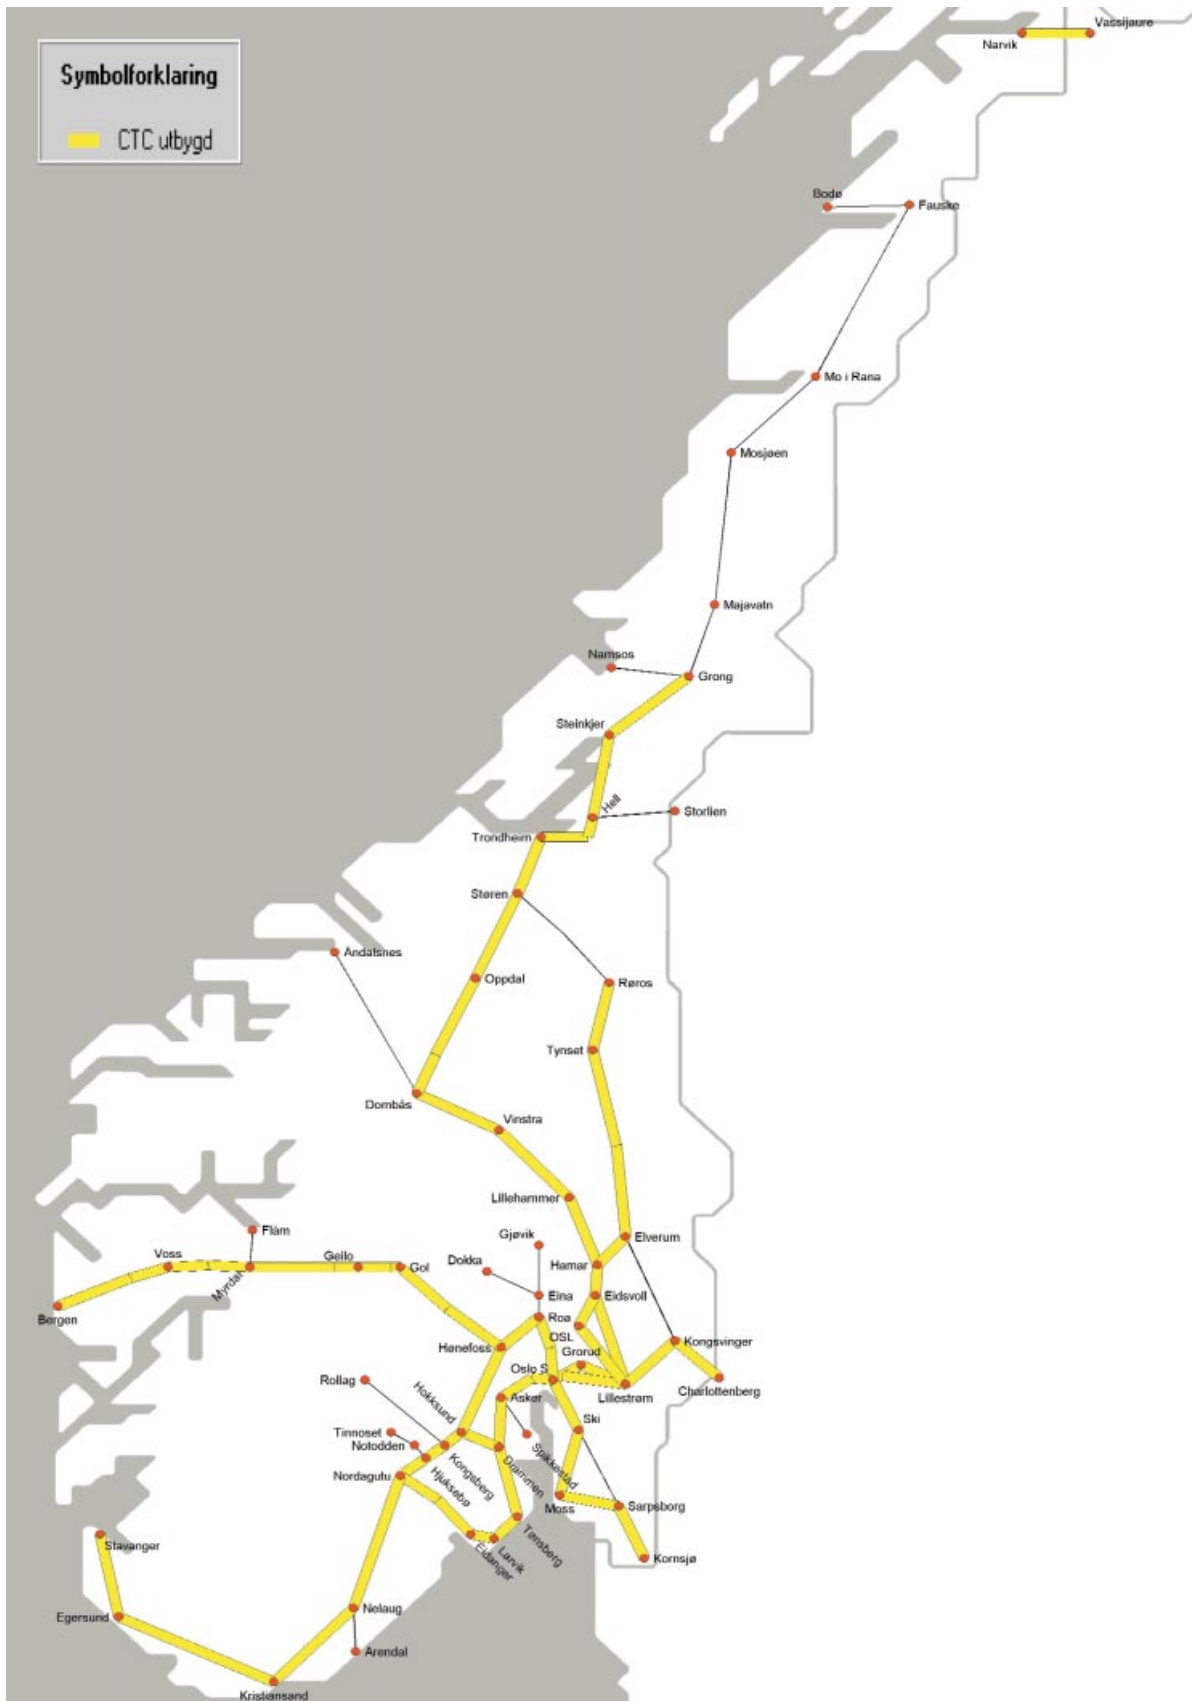 Vassijaure
Narvik
Symbolforklaring
CTC utbygd
Bodø
Fauske
Mo i Rana
Mosjøen
Majavatn
Namsos
Grong
Steinkjer
Hell
Storlien
Trondheim
Støren
Andalsnes
Oppdal
Røros
Tynset
Dombås
Vinstra
Lillehammer
Flåm
Gjøvik
Elverum
Voss
Geilo
Gol
Dokka
Hamar
Myrdal
Eina
Eidsvoll
Bergen
Roa
OSL
Hønefoss
Grorud
Kongsvinger
Oslo S
Rollag
Lillestrøm
Charlottenberg
Hokksund
Asker
Ski
Tinnoset
Notodden
Spikkestad
Kongsberg
Drammen
Nordagutu
Hjuksebø
Moss
Sarpsborg
Stavanger
Tønsberg
Larvik
Eidanger
Kornsjø
Egersund
Nelaug
Arendal
Kristiansand